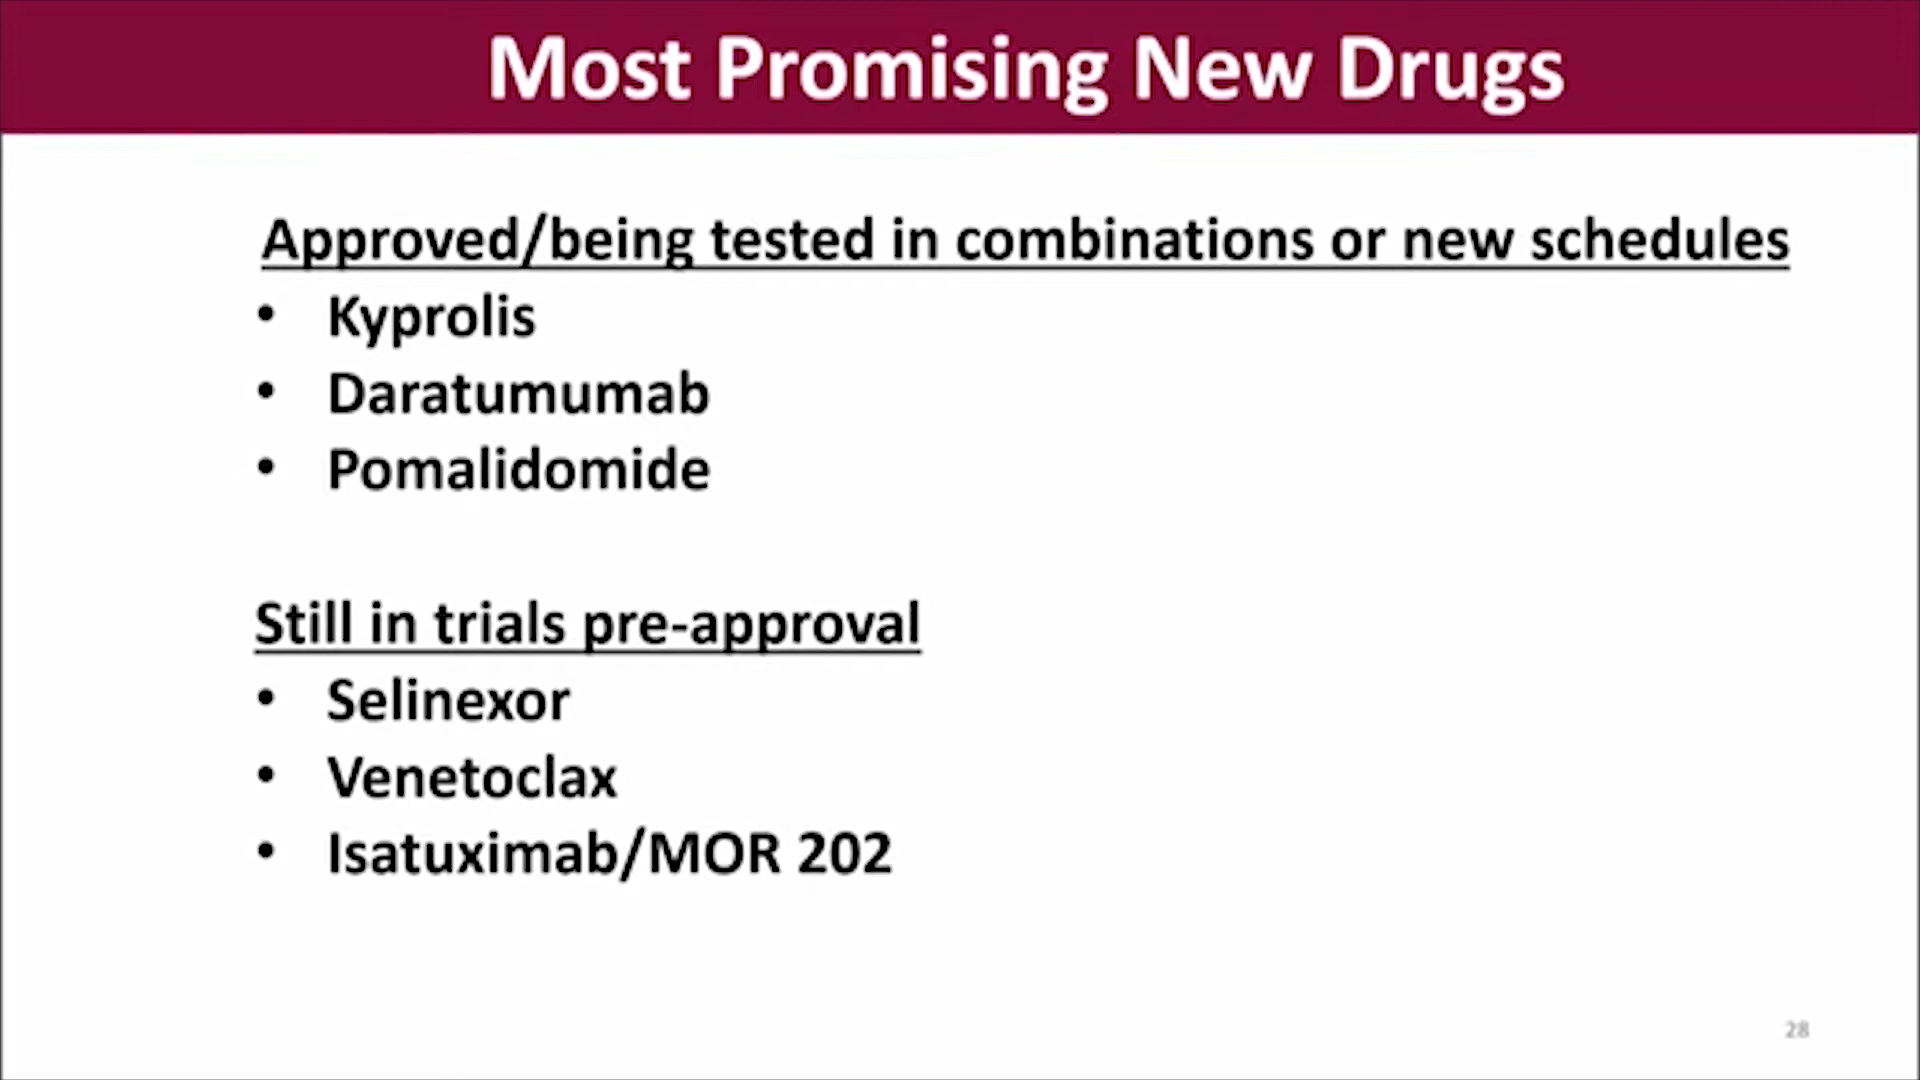 Most Promising New Drugs
Approved/being tested in combinations or new schedules
• Kyprolis
• Daratumumab
• Pomalidomide
Still in trials pre-approval
• Selinexor
• Venetoclax
• Isatuximab/MOR 202
28